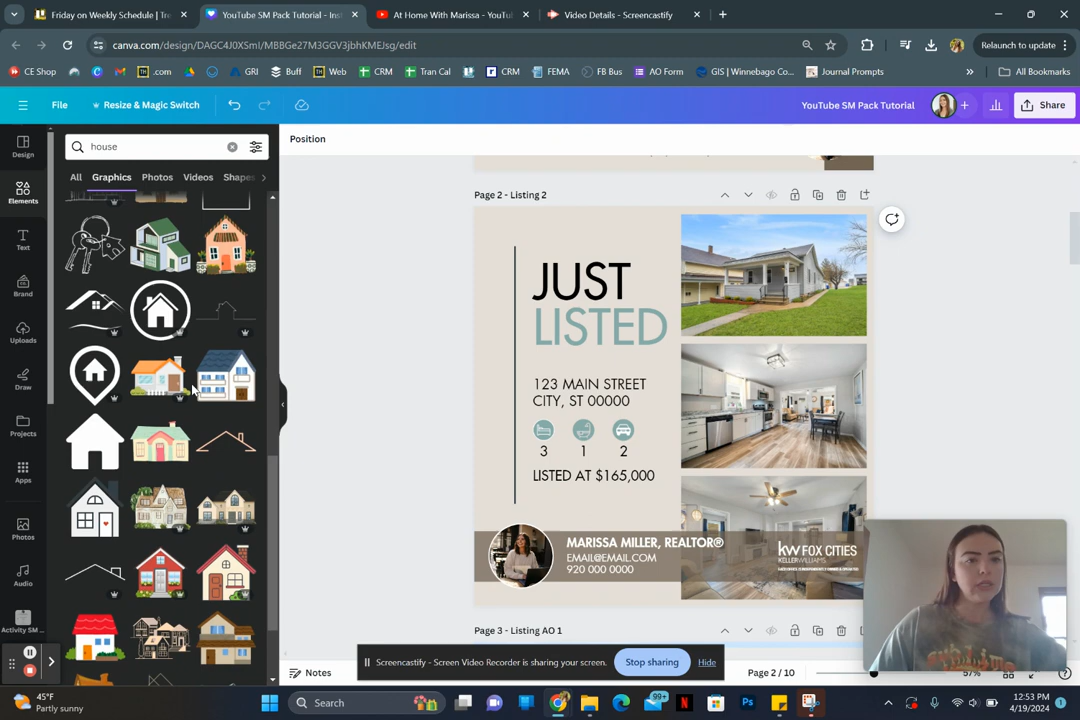 Friday on Weekly Schedule | Tre
YouTube SM Pack Tutorial - Inst
At Home With Marissa - YouTu
Video Details - Screencastify
canva.com/design/DAGC4J0XSmI/MBBGe27M3GGV3jbhKMEJsg/edit
Relaunch to update
CE Shop
.com
GRI
Buff
Web
CRM
Tran Cal
CRM
FEMA
FB Bus
AO Form
GIS | Winnebago Co...
Journal Prompts
All Bookmarks
File
Resize & Magic Switch
YouTube SM Pack Tutorial
Share
Design
Elements
Text
Brand
Uploads
Draw
Projects
Apps
Photos
Audio
Activity SM ...
house
All
Graphics
Photos
Videos
Shapes
Position
Page 2 - Listing 2
JUST
LISTED
123 MAIN STREET
CITY, ST 00000
3
1
2
LISTED AT $165,000
MARISSA MILLER, REALTOR®
EMAIL@EMAIL.COM
920 000 0000
kw FOX CITIES
KELLERWILLIAMS.
Page 3 - Listing AO 1
Screencastify - Screen Video Recorder is sharing your screen.
Stop sharing
Hide
Notes
Page 2 / 10
57%
45°F
Partly sunny
Search
99+
12:53 PM
4/19/2024